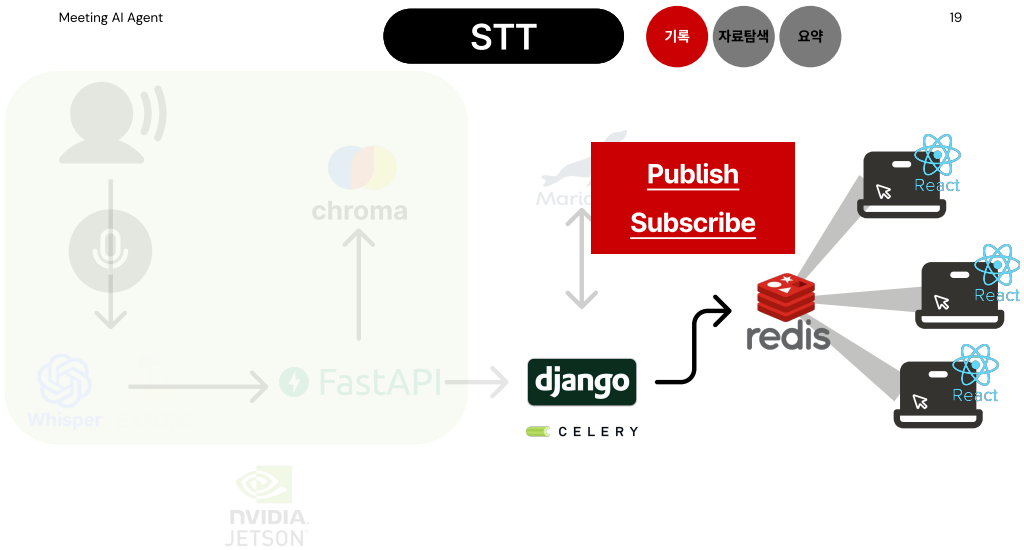 Meeting AI Agent
STT
기록
자료탐색
요약
19
chroma
Publish
Subscribe
React
React
redis
React
Whisper
FastAPI
django
CELERY
NVIDIA
JETSON